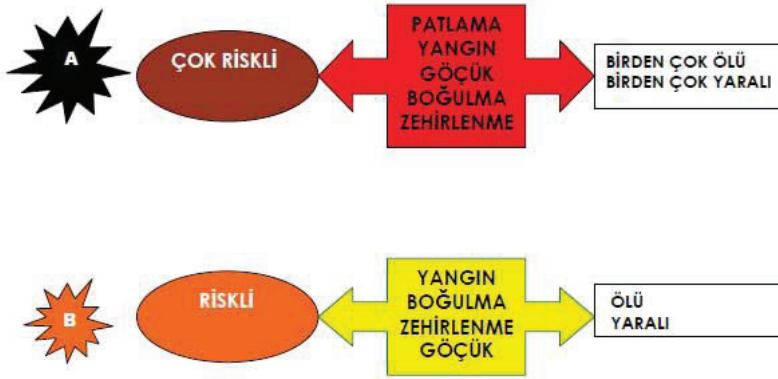 A
ÇOK RİSKLİ
PATLAMA
YANGIN
GÖÇÜK
BOĞULMA
ZEHİRLENME
BİRDEN ÇOK ÖLÜ
BİRDEN ÇOK YARALI
B
RİSKLİ
YANGIN
BOĞULMA
ZEHİRLENME
GÖÇÜK
ÖLÜ
YARALI